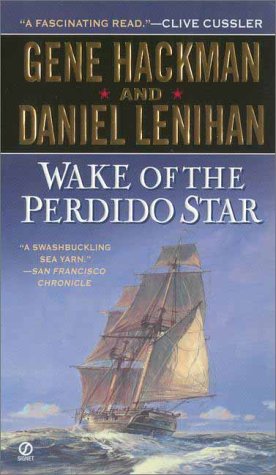 "A FASCINATING READ."—CLIVE CUSSLER
GENE HACKMAN
★ AND ★
DANIEL LENIHAN
WAKE OF THE
PERDIDO STAR
"A SWASHBUCKLING
SEA YARN."
—SAN FRANCISCO
CHRONICLE
SIGNET